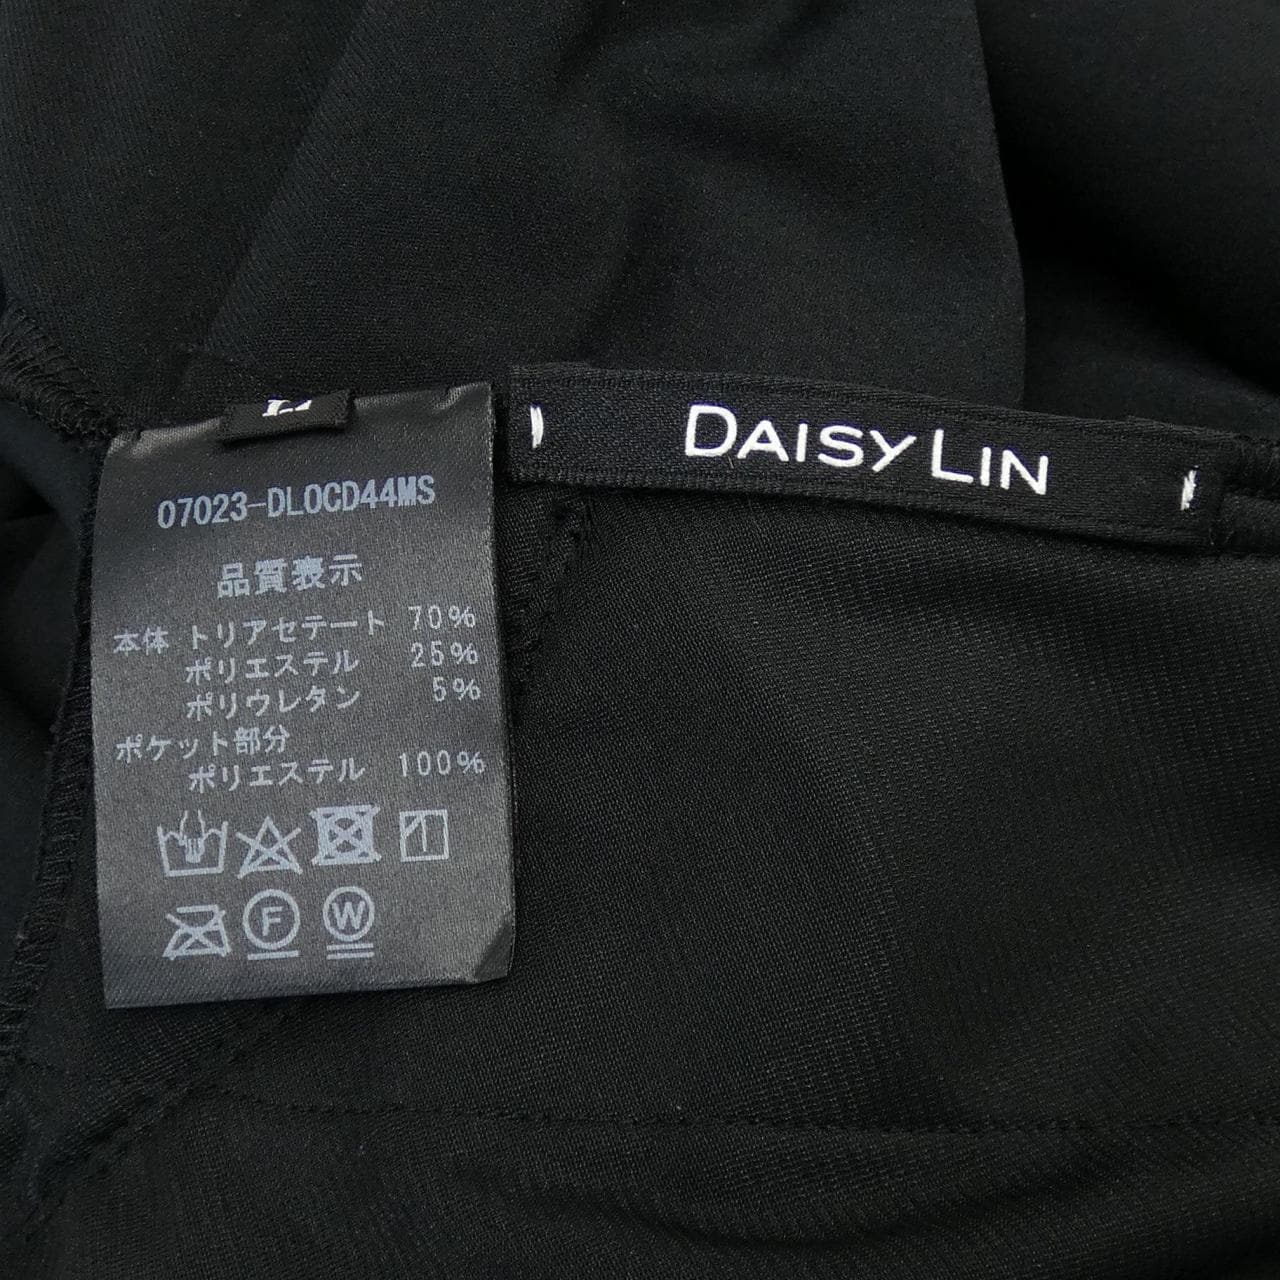 DAISY LIN
07023-DLOCD44MS
品質表示
本体 トリアセテート 70%
ポリエステル 25%
ポリウレタン 5%
ポケット部分
ポリエステル 100%
F
W